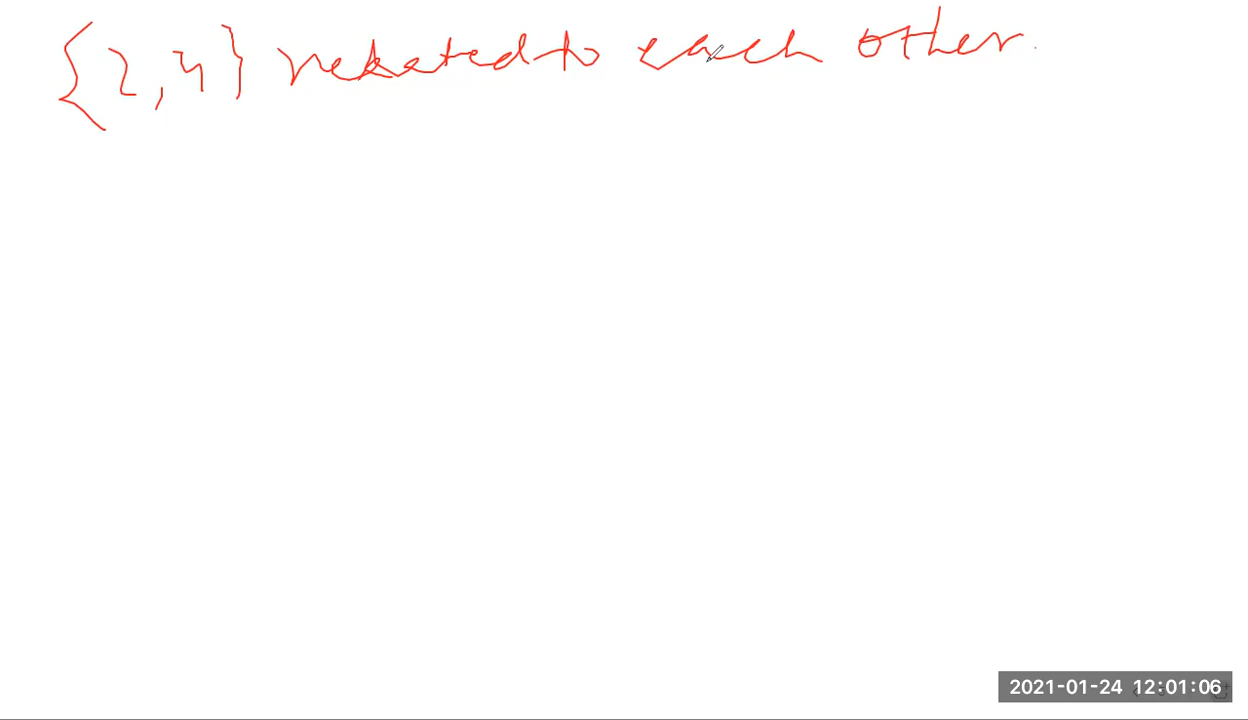 {2,4} related to each other.
2021-01-24 12:01:06